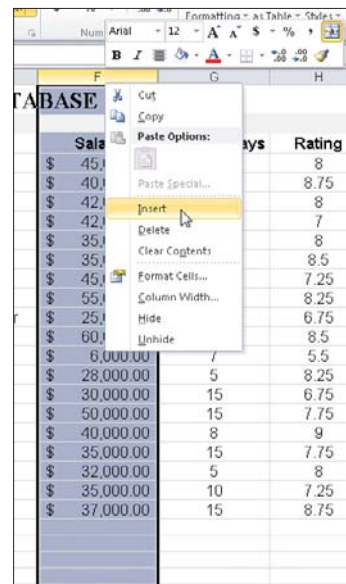 Formatting as Table Styles
Num Arial 12 A A $ % ,
B I A .00 .0
F G H
TABASE
Cut
Copy
Paste Options:
Paste Special...
Insert
Delete
Clear Contents
Format Cells...
Column Width...
Hide
Unhide
Sala ays Rating
$ 45, 8
$ 40, 8.75
$ 42, 8
$ 42, 7
$ 35, 8
$ 35, 8.5
$ 45, 7.25
$ 55, 8.25
r $ 25, 6.75
$ 60, 8.5
$ 6,000.00 7 5.5
$ 28,000.00 5 8.25
$ 30,000.00 15 6.75
$ 50,000.00 15 7.75
$ 40,000.00 8 9
$ 35,000.00 15 7.75
$ 32,000.00 5 8
$ 35,000.00 10 7.25
$ 37,000.00 15 8.75